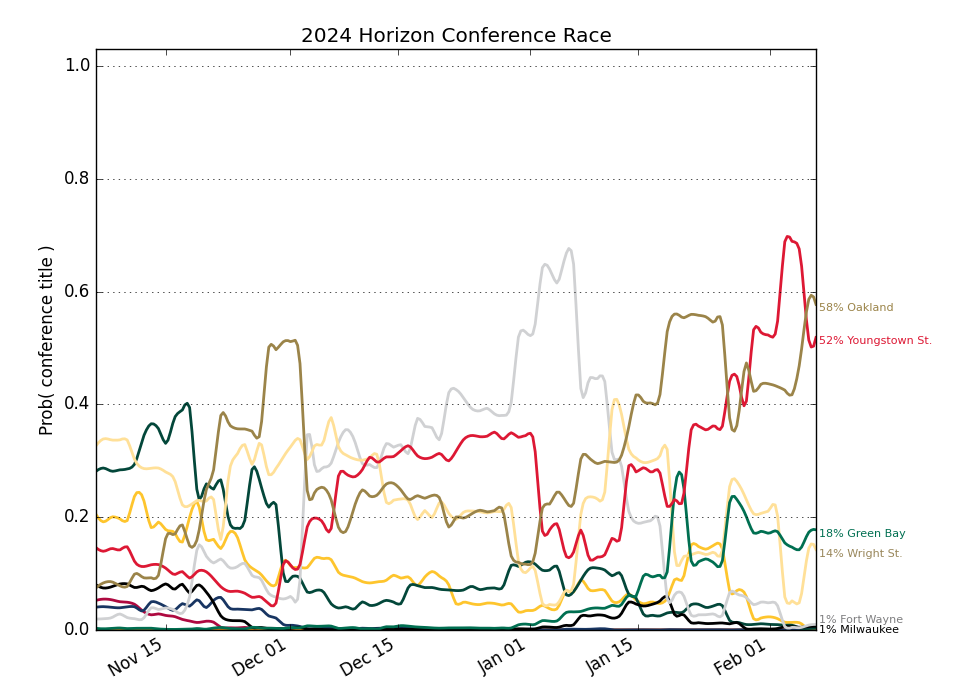 2024 Horizon Conference Race
Prob( conference title )
1.0
0.8
0.6
0.4
0.2
0.0
Nov 15
Dec 01
Dec 15
Jan 01
Jan 15
Feb 01
58% Oakland
52% Youngstown St.
18% Green Bay
14% Wright St.
1% Fort Wayne
1% Milwaukee